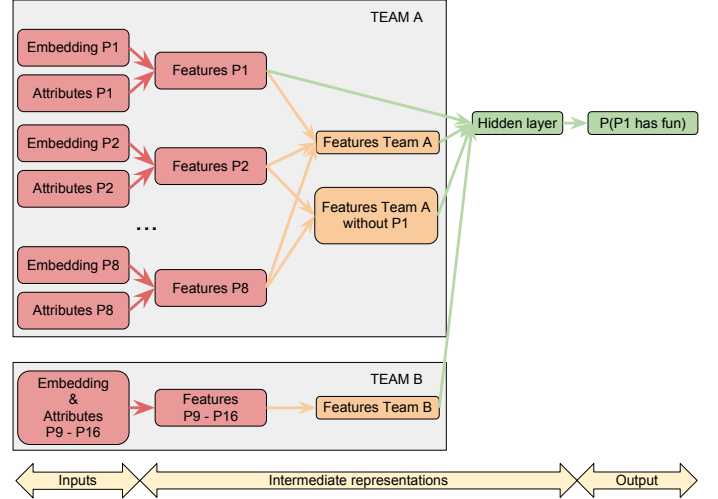 TEAM A
Embedding P1
Features P1
Attributes P1
Hidden layer
P(P1 has fun)
Embedding P2
Features Team A
Features P2
Attributes P2
Features Team A
without P1
...
Embedding P8
Features P8
Attributes P8
TEAM B
Embedding
&
Attributes
P9 - P16
Features
P9 - P16
Features Team B
Inputs
Intermediate representations
Output